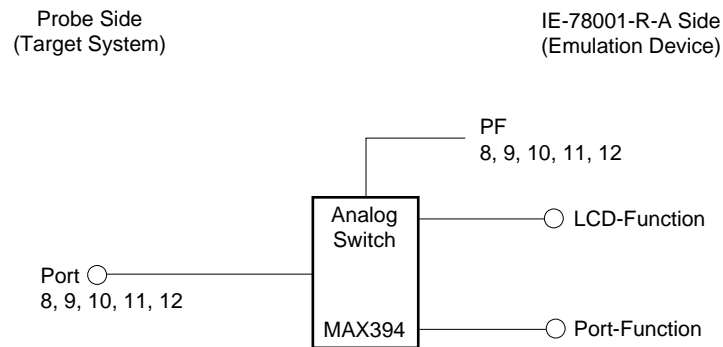 Probe Side
(Target System)
IE-78001-R-A Side
(Emulation Device)
PF
8, 9, 10, 11, 12
Analog
Switch
LCD-Function
Port
8, 9, 10, 11, 12
MAX394
Port-Function